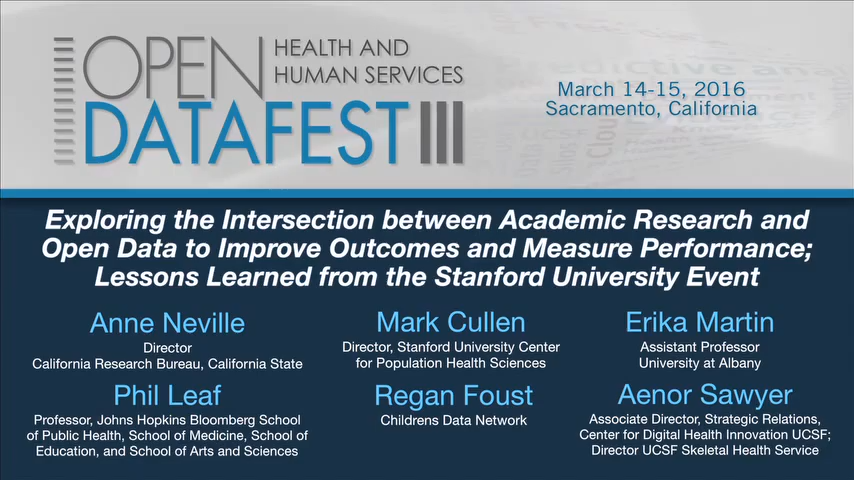 OPEN HEALTH AND
HUMAN SERVICES
DATAFEST III
March 14-15, 2016
Sacramento, California
Exploring the Intersection between Academic Research and
Open Data to Improve Outcomes and Measure Performance;
Lessons Learned from the Stanford University Event
Anne Neville
Director
California Research Bureau, California State
Mark Cullen
Director, Stanford University Center
for Population Health Sciences
Erika Martin
Assistant Professor
University at Albany
Phil Leaf
Professor, Johns Hopkins Bloomberg School
of Public Health, School of Medicine, School of
Education, and School of Arts and Sciences
Regan Foust
Childrens Data Network
Aenor Sawyer
Associate Director, Strategic Relations,
Center for Digital Health Innovation UCSF;
Director UCSF Skeletal Health Service